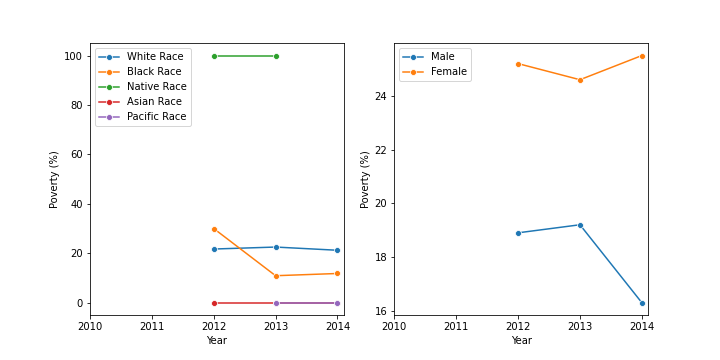 White Race
Black Race
Native Race
Asian Race
Pacific Race
100
80
60
40
20
0
Poverty (%)
2010 2011 2012 2013 2014
Year
Male
Female
24
22
20
18
16
Poverty (%)
2010 2011 2012 2013 2014
Year